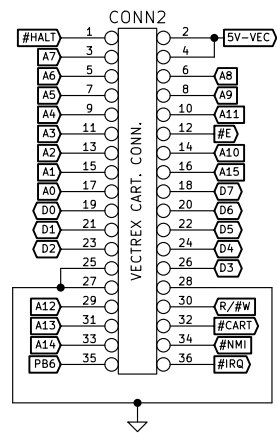 CONN2
#HALT 1 2 5V-VEC
A7 3 4
A6 5 6 A8
A5 7 8 A9
A4 9 10 A11
A3 11 12 #E
A2 13 14 A10
A1 15 16 A15
A0 17 18 D7
D0 19 20 D6
D1 21 22 D5
D2 23 24 D4
25 26 D3
27 28
A12 29 30 R/#W
A13 31 32 #CART
A14 33 34 #NMI
PB6 35 36 #IRQ
VECTREX CART. CONN.